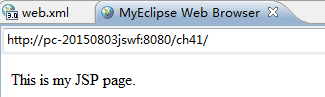 web.xml MyEclipse Web Browser
http://pc-20150803jswf:8080/ch41/
This is my JSP page.